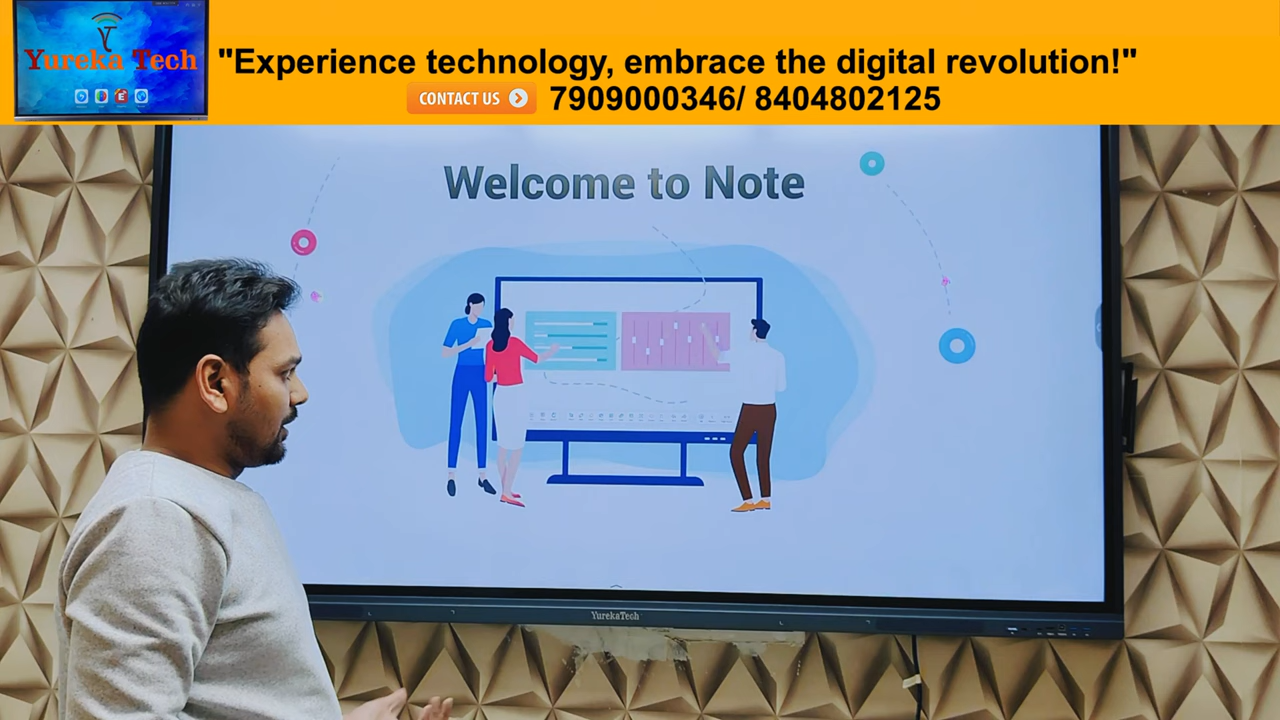 Yureka Tech
"Experience technology, embrace the digital revolution!"
CONTACT US
7909000346/ 8404802125
Welcome to Note
YurekaTech